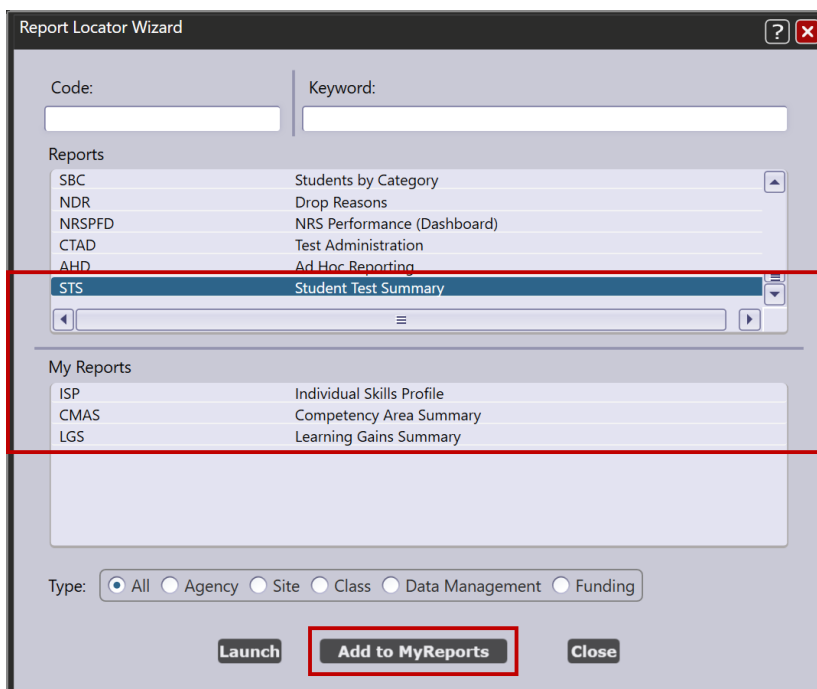 Report Locator Wizard
?
Code: Keyword:
Reports
SBC Students by Category
NDR Drop Reasons
NRSPFD NRS Performance (Dashboard)
CTAD Test Administration
AHD Ad Hoc Reporting
STS Student Test Summary
My Reports
ISP Individual Skills Profile
CMAS Competency Area Summary
LGS Learning Gains Summary
Type: All Agency Site Class Data Management Funding
Launch Add to MyReports Close